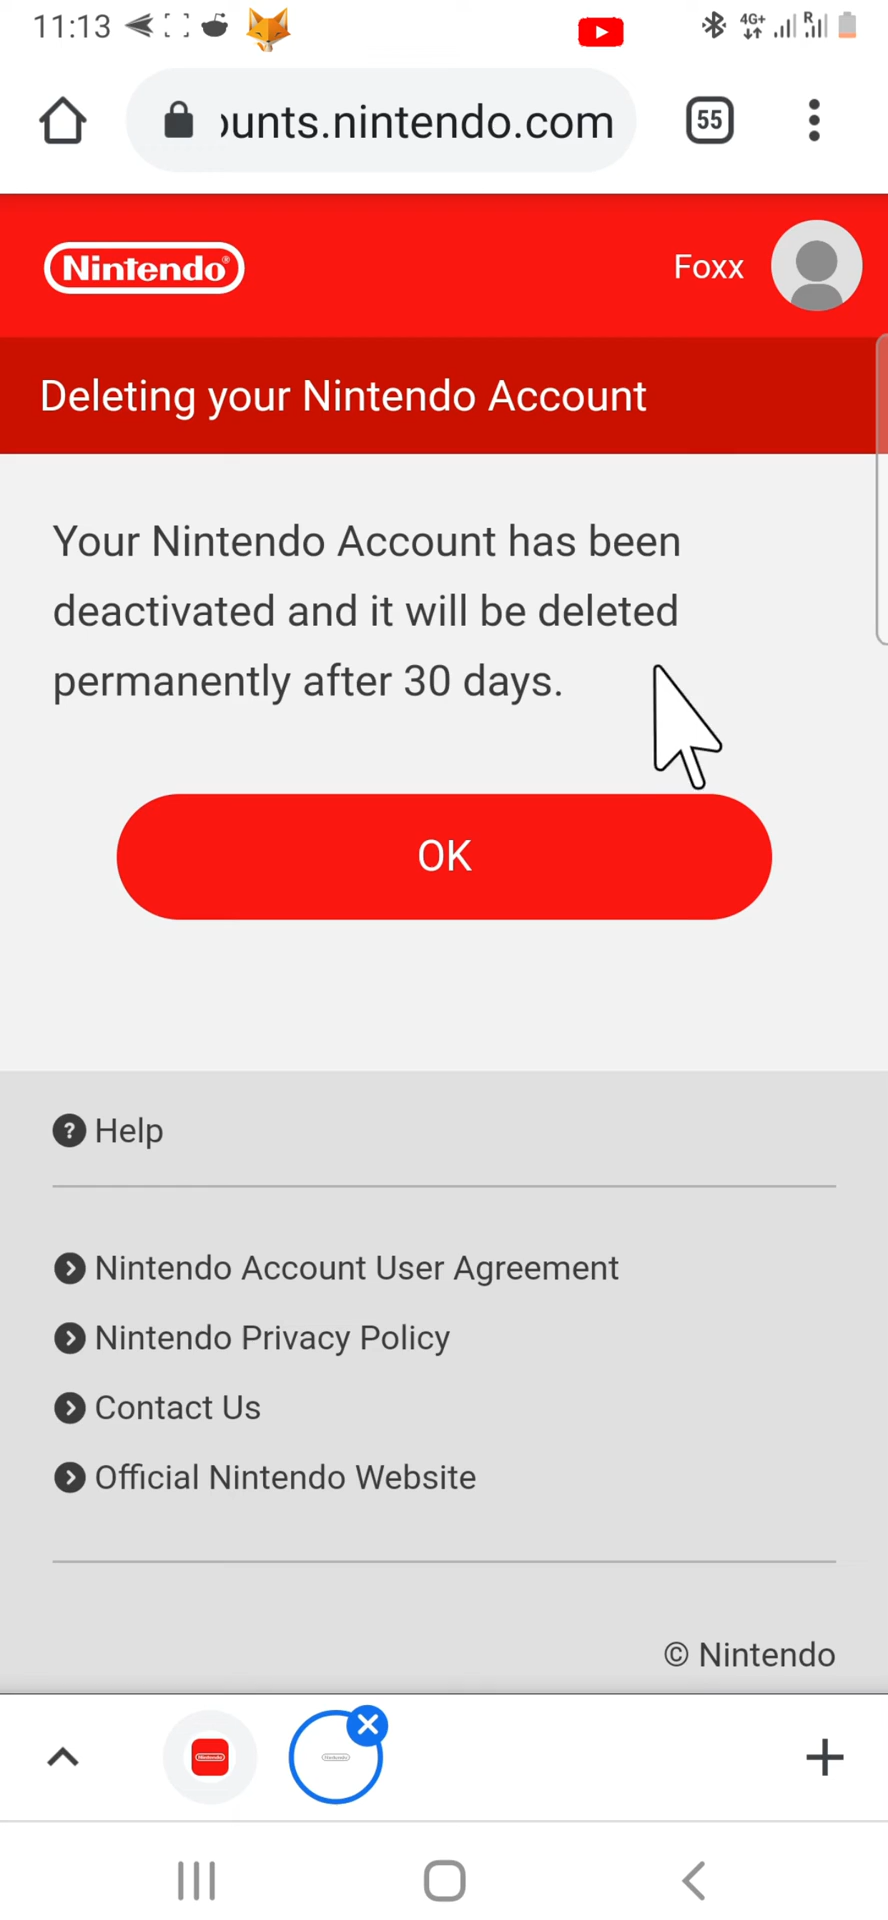 11:13
4G+
R
ounts.nintendo.com
55
Nintendo®
Foxx
Deleting your Nintendo Account
Your Nintendo Account has been
deactivated and it will be deleted
permanently after 30 days.
OK
Help
Nintendo Account User Agreement
Nintendo Privacy Policy
Contact Us
Official Nintendo Website
© Nintendo
Nintendo
Nintendo